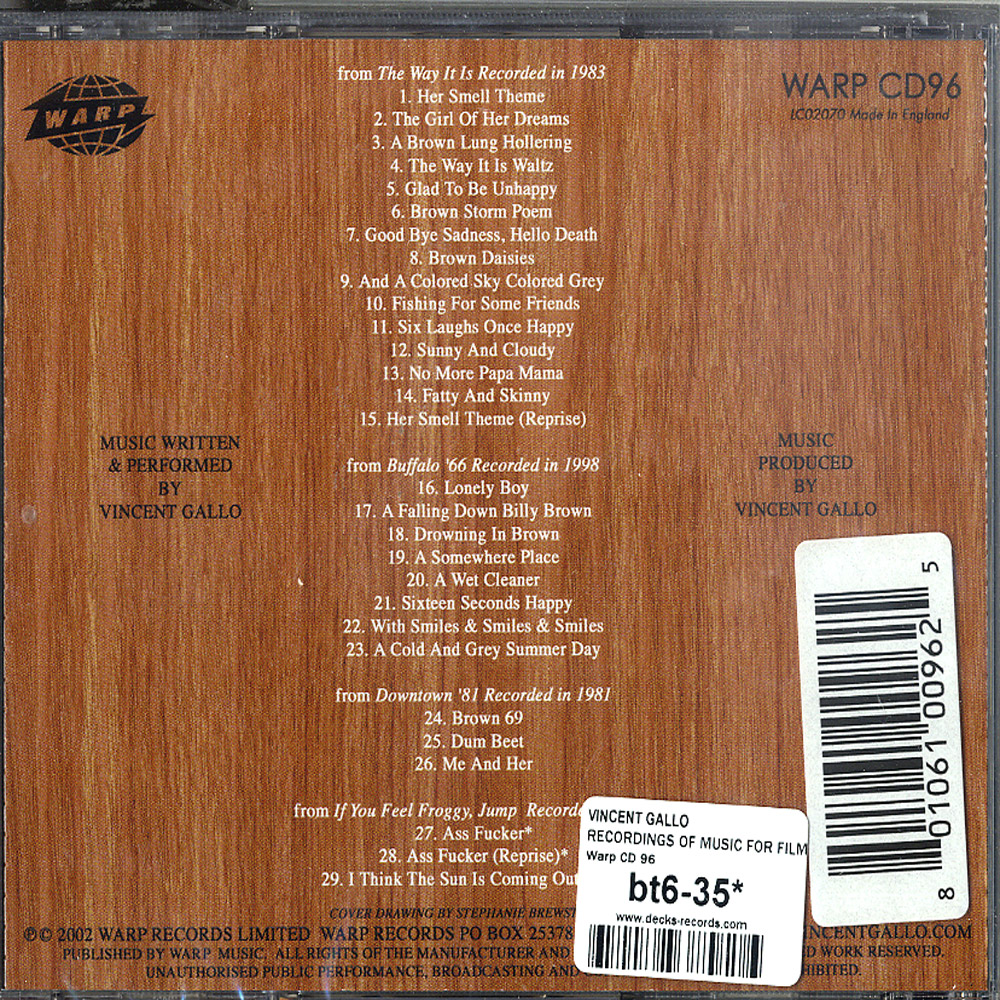 WARP
WARP CD96
LC02070 Made In England
from The Way It Is Recorded in 1983
1. Her Smell Theme
2. The Girl Of Her Dreams
3. A Brown Lung Hollering
4. The Way It Is Waltz
5. Glad To Be Unhappy
6. Brown Storm Poem
7. Good Bye Sadness, Hello Death
8. Brown Daisies
9. And A Colored Sky Colored Grey
10. Fishing For Some Friends
11. Six Laughs Once Happy
12. Sunny And Cloudy
13. No More Papa Mama
14. Fatty And Skinny
15. Her Smell Theme (Reprise)
MUSIC WRITTEN
& PERFORMED
BY
VINCENT GALLO
from Buffalo '66 Recorded in 1998
16. Lonely Boy
17. A Falling Down Billy Brown
18. Drowning In Brown
19. A Somewhere Place
20. A Wet Cleaner
21. Sixteen Seconds Happy
22. With Smiles & Smiles & Smiles
23. A Cold And Grey Summer Day
MUSIC
PRODUCED
BY
VINCENT GALLO
from Downtown '81 Recorded in 1981
24. Brown 69
25. Dum Beet
26. Me And Her
from If You Feel Froggy, Jump
27. Ass Fucker*
28. Ass Fucker (Reprise)*
29. I Think The Sun Is Coming Out
8 01061 00962 5
VINCENT GALLO
RECORDINGS OF MUSIC FOR FILM
Warp CD 96
bt6-35*
www.decks-records.com
COVER DRAWING BY STEPHANIE
℗© 2002 WARP RECORDS LIMITED WARP RECORDS PO BOX 25378 VINCENTGALLO.COM
PUBLISHED BY WARP MUSIC. ALL RIGHTS OF THE MANUFACTURER AND WORK RESERVED.
UNAUTHORISED PUBLIC PERFORMANCE, BROADCASTING AND